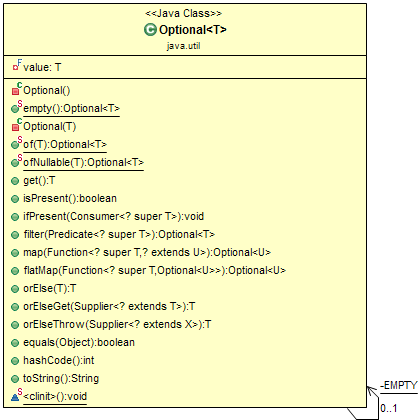 <<Java Class>>
C Optional<T>
java.util
F value: T
C Optional()
S empty():Optional<T>
C Optional(T)
S of(T):Optional<T>
S ofNullable(T):Optional<T>
get():T
isPresent():boolean
ifPresent(Consumer<? super T>):void
filter(Predicate<? super T>):Optional<T>
map(Function<? super T,? extends U>):Optional<U>
flatMap(Function<? super T,Optional<U>>):Optional<U>
orElse(T):T
orElseGet(Supplier<? extends T>):T
orElseThrow(Supplier<? extends X>):T
equals(Object):boolean
hashCode():int
toString():String
S <clinit>():void
-EMPTY
0..1